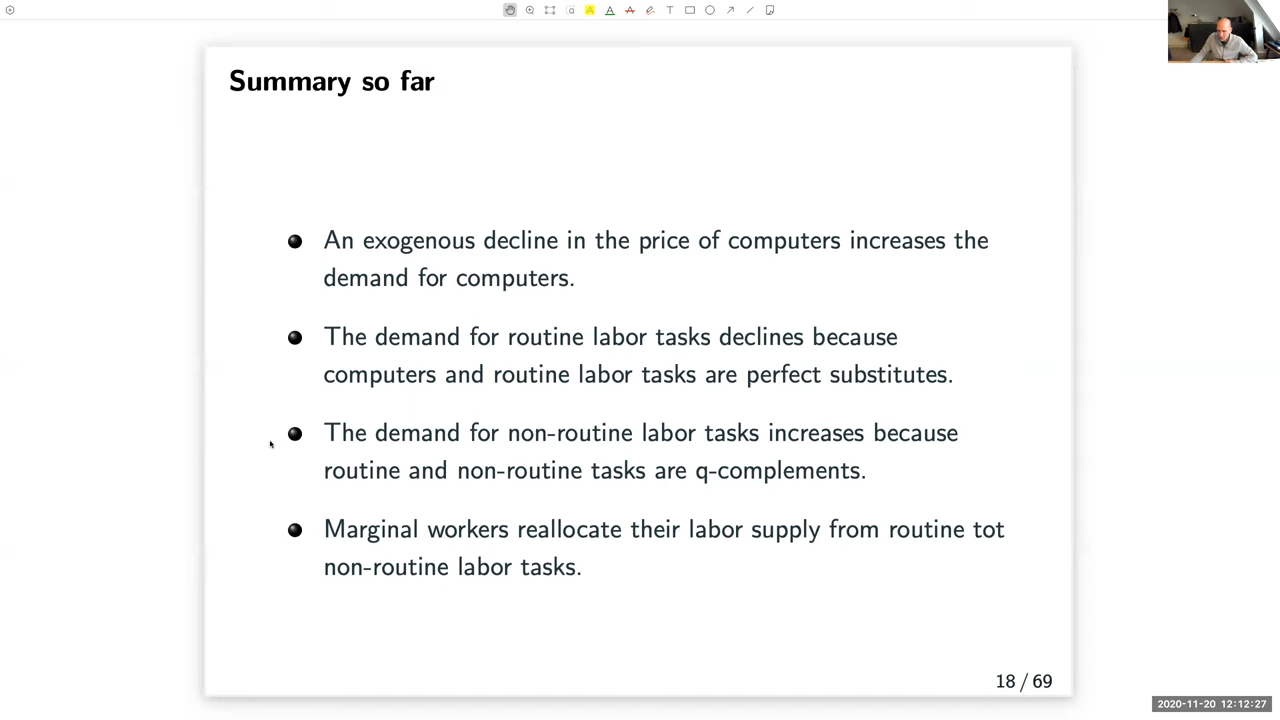 Summary so far
An exogenous decline in the price of computers increases the
demand for computers.
The demand for routine labor tasks declines because
computers and routine labor tasks are perfect substitutes.
The demand for non-routine labor tasks increases because
routine and non-routine tasks are q-complements.
Marginal workers reallocate their labor supply from routine tot
non-routine labor tasks.
18 / 69
2020-11-20 12:12:27